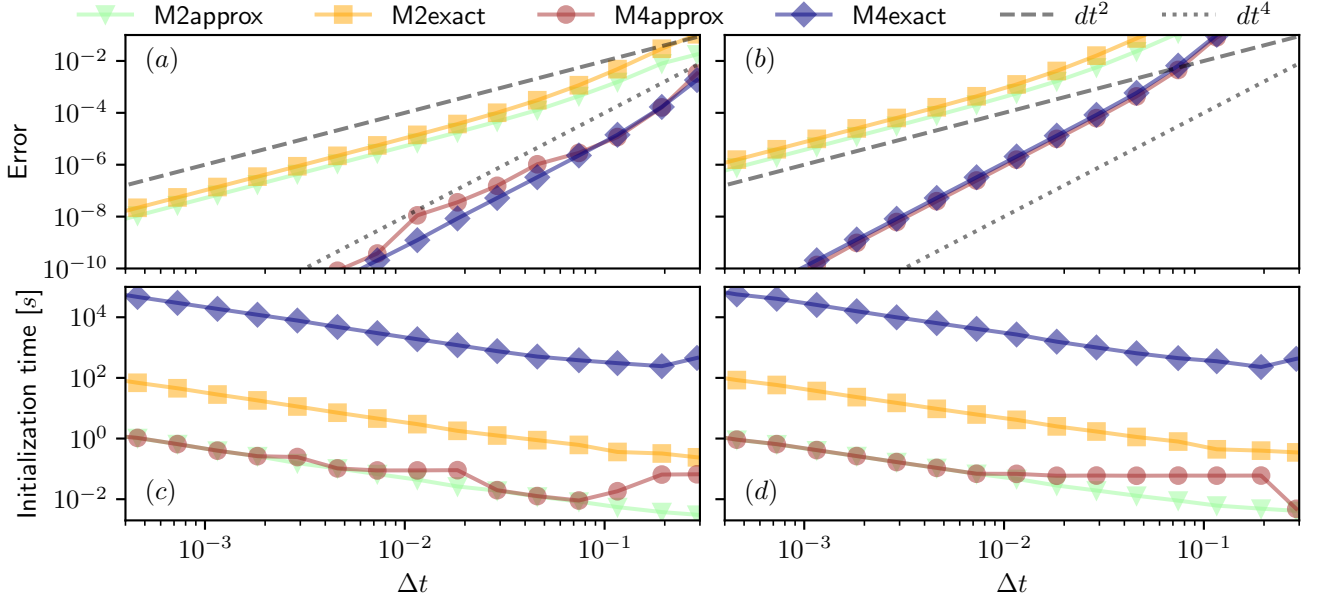 M2approx M2exact M4approx M4exact dt² dt⁴
(a) (b)
Error
10⁻² 10⁻⁴ 10⁻⁶ 10⁻⁸ 10⁻¹⁰
Initialization time [s]
10⁴ 10² 10⁰ 10⁻²
(c) (d)
10⁻³ 10⁻² 10⁻¹ 10⁻³ 10⁻² 10⁻¹
Δt Δt